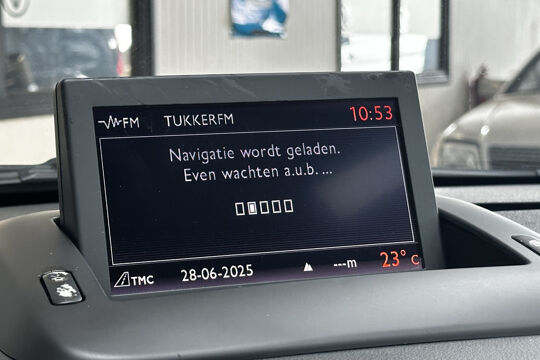 FM TUKKERFM 10:53
Navigatie wordt geladen.
Even wachten a.u.b. ...
TMC 28-06-2025 ---m 23° C